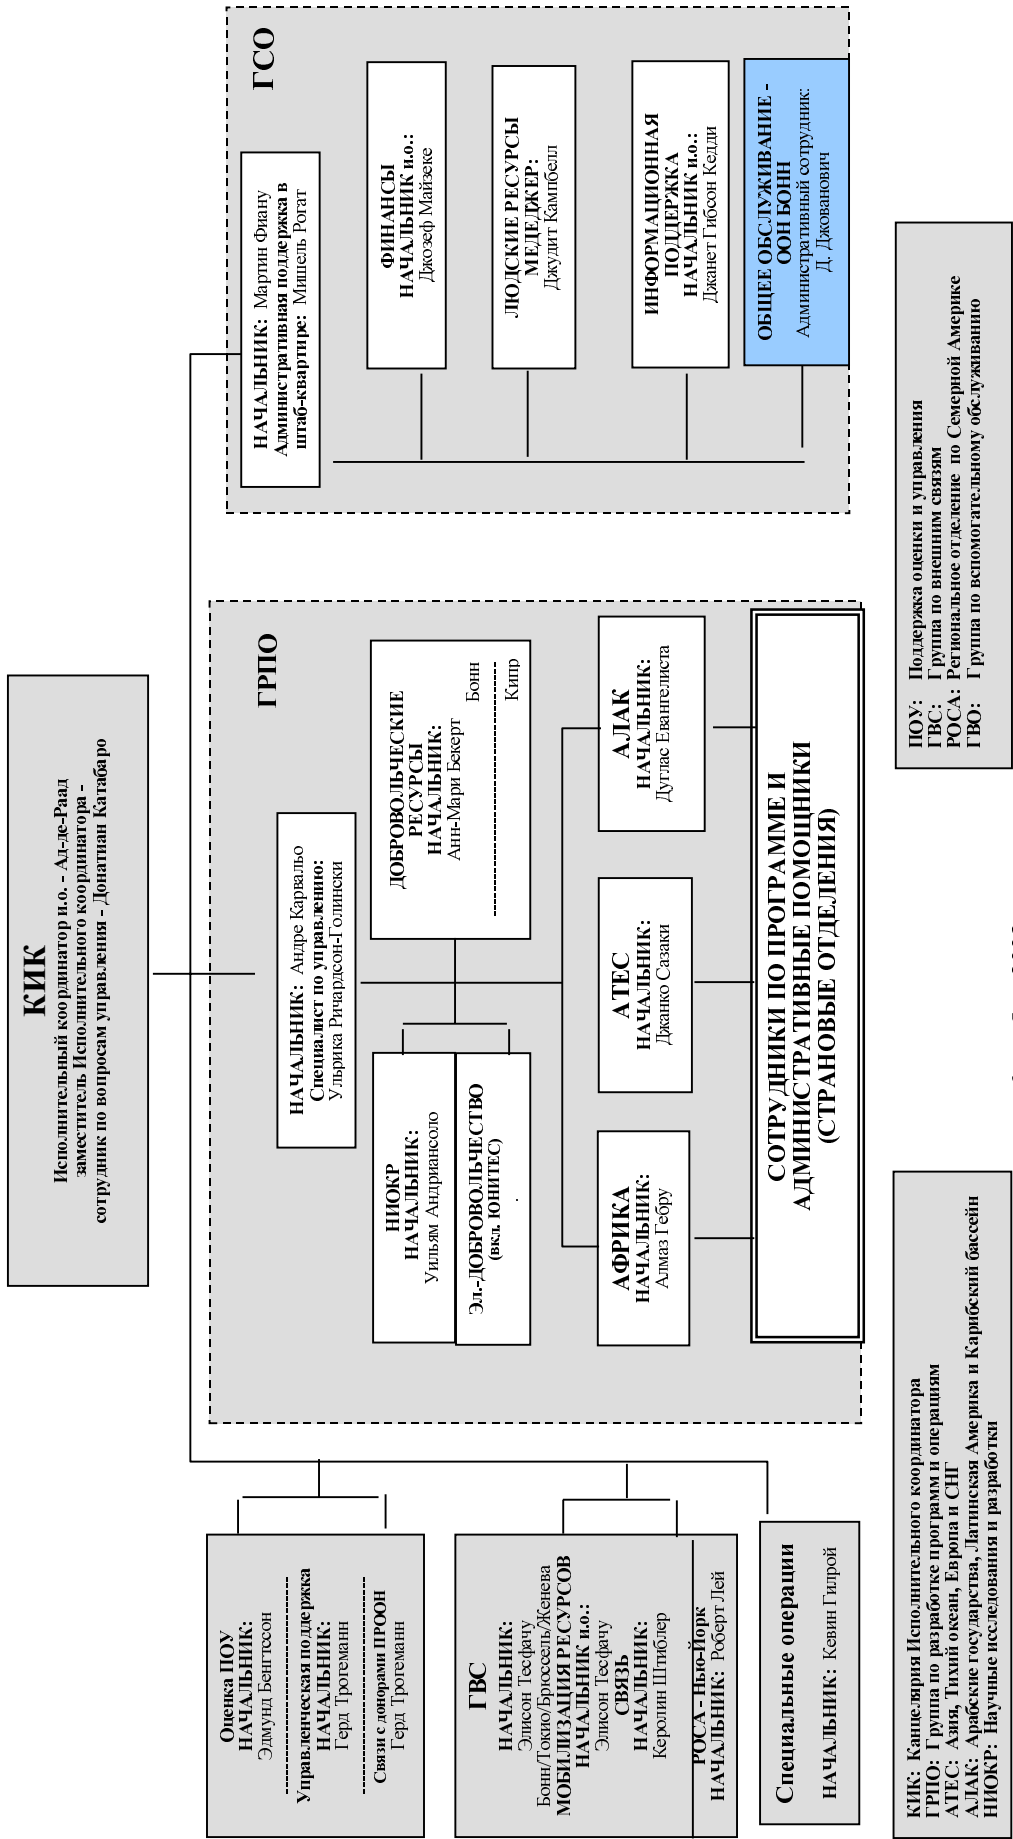 КИК
Исполнительный координатор и.о. - Ад-де-Раад
заместитель Исполнительного координатора -
сотрудник по вопросам управления - Донатиан Катабаро
Оценка ПОУ
НАЧАЛЬНИК:
Эдмунд Бенгтссон
Управленческая поддержка
НАЧАЛЬНИК:
Герд Трогеманн
Связи с донорами ПРООН
Герд Трогеманн
ГВС
НАЧАЛЬНИК:
Элисон Тесфачу
Бонн/Токио/Брюссель/Женева
МОБИЛИЗАЦИЯ РЕСУРСОВ
НАЧАЛЬНИК и.о.:
Элисон Тесфачу
СВЯЗЬ
НАЧАЛЬНИК:
Керолин Штиблер
РОСА - Нью-Йорк
НАЧАЛЬНИК: Роберт Лей
Специальные операции
НАЧАЛЬНИК: Кевин Гилрой
ГРПО
НАЧАЛЬНИК: Андре Карвальо
Специалист по управлению:
Ульрика Ричардсон-Голински
НИОКР
НАЧАЛЬНИК:
Уильям Андриансоло
Эл.-ДОБРОВОЛЬЧЕСТВО
(вкл. ЮНИТЕС)
.
ДОБРОВОЛЬЧЕСКИЕ
РЕСУРСЫ
НАЧАЛЬНИК:
Анн-Мари Бекерт
Бонн
Кипр
АФРИКА
НАЧАЛЬНИК:
Алмаз Гебру
АТЕС
НАЧАЛЬНИК:
Джанко Сазаки
АЛАК
НАЧАЛЬНИК:
Дуглас Евангелиста
СОТРУДНИКИ ПО ПРОГРАММЕ И
АДМИНИСТРАТИВНЫЕ ПОМОЩНИКИ
(СТРАНОВЫЕ ОТДЕЛЕНИЯ)
ГСО
НАЧАЛЬНИК: Мартин Фиану
Административная поддержка в
штаб-квартире: Мишель Рогат
ФИНАНСЫ
НАЧАЛЬНИК и.о.:
Джозеф Майзеке
ЛЮДСКИЕ РЕСУРСЫ
МЕДЕДЖЕР:
Джудит Кампбелл
ИНФОРМАЦИОННАЯ
ПОДДЕРЖКА
НАЧАЛЬНИК и.о.:
Джанет Гибсон Кедди
ОБЩЕЕ ОБСЛУЖИВАНИЕ -
ООН БОНН
Административный сотрудник:
Д. Джованович
КИК: Канцелярия Исполнительного координатора
ГРПО: Группа по разработке программ и операциям
АТЕС: Азия, Тихий океан, Европа и СНГ
АЛАК: Арабские государства, Латинская Америка и Карибский бассейн
НИОКР: Научные исследования и разработки
ПОУ: Поддержка оценки и управления
ГВС: Группа по внешним связям
РОСА: Региональное отделение по Семерной Америке
ГВО: Группа по вспомогательному обслуживанию